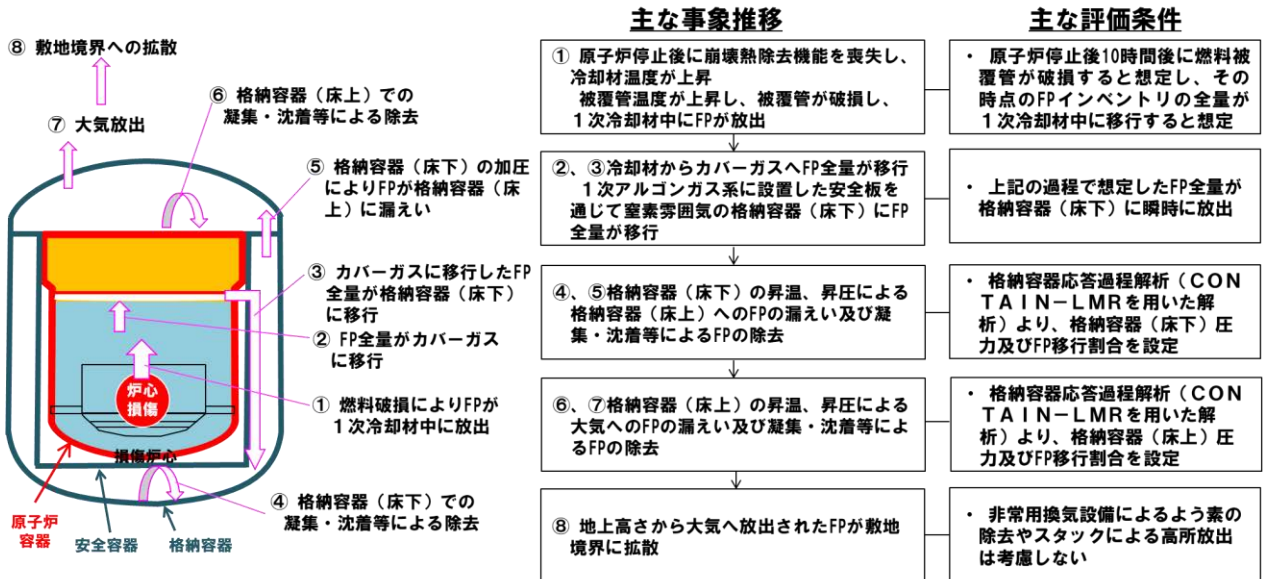 ⑧ 敷地境界への拡散
⑥ 格納容器（床上）での
凝集・沈着等による除去
⑦ 大気放出
⑤ 格納容器（床下）の加圧
によりFPが格納容器（床
上）に漏えい
③ カバーガスに移行したFP
全量が格納容器（床下）
に移行
② FP全量がカバーガス
に移行
炉心
損傷
① 燃料破損によりFPが
１次冷却材中に放出
損傷炉心
④ 格納容器（床下）での
凝集・沈着等による除去
原子炉
容器
安全容器
格納容器
主な事象推移
① 原子炉停止後に崩壊熱除去機能を喪失し、
冷却材温度が上昇
被覆管温度が上昇し、被覆管が破損し、
１次冷却材中にFPが放出
②、③冷却材からカバーガスへFP全量が移行
１次アルゴンガス系に設置した安全板を
通じて窒素雰囲気の格納容器（床下）にFP
全量が移行
④、⑤格納容器（床下）の昇温、昇圧による
格納容器（床上）へのFPの漏えい及び凝
集・沈着等によるFPの除去
⑥、⑦格納容器（床上）の昇温、昇圧による
大気へのFPの漏えい及び凝集・沈着等によ
るFPの除去
⑧ 地上高さから大気へ放出されたFPが敷地
境界に拡散
主な評価条件
・ 原子炉停止後10時間後に燃料被
覆管が破損すると想定し、その
時点のFPインベントリの全量が
１次冷却材中に移行すると想定
・ 上記の過程で想定したFP全量が
格納容器（床下）に瞬時に放出
・ 格納容器応答過程解析（ＣＯＮ
ＴＡＩＮ－ＬＭＲを用いた解
析）より、格納容器（床下）圧
力及びFP移行割合を設定
・ 格納容器応答過程解析（ＣＯＮ
ＴＡＩＮ－ＬＭＲを用いた解
析）より、格納容器（床上）圧
力及びFP移行割合を設定
・ 非常用換気設備によるよう素の
除去やスタックによる高所放出
は考慮しない